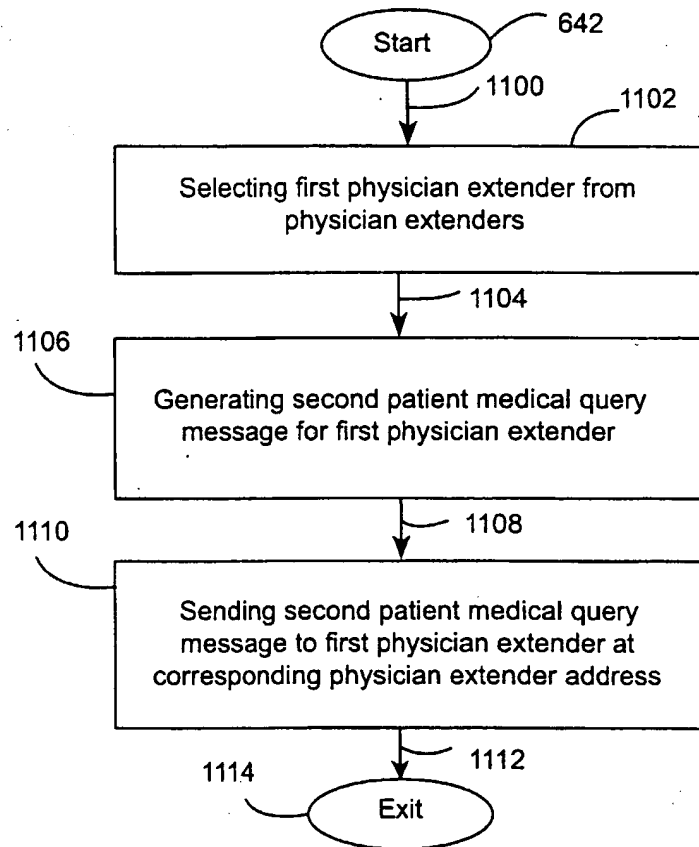 Start
642
1100
1102
Selecting first physician extender from
physician extenders
1104
1106
Generating second patient medical query
message for first physician extender
1108
1110
Sending second patient medical query
message to first physician extender at
corresponding physician extender address
1112
1114
Exit